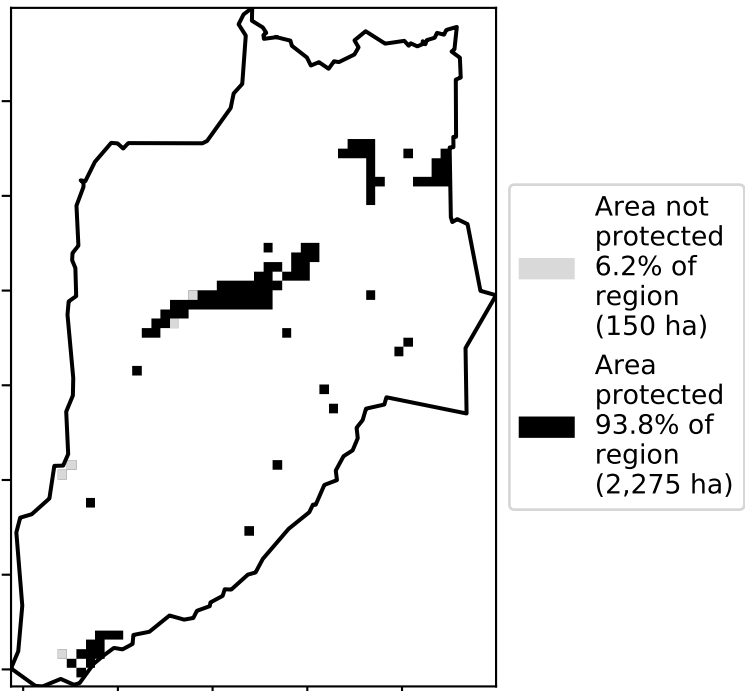 Area not
protected
6.2% of
region
(150 ha)
Area
protected
93.8% of
region
(2,275 ha)